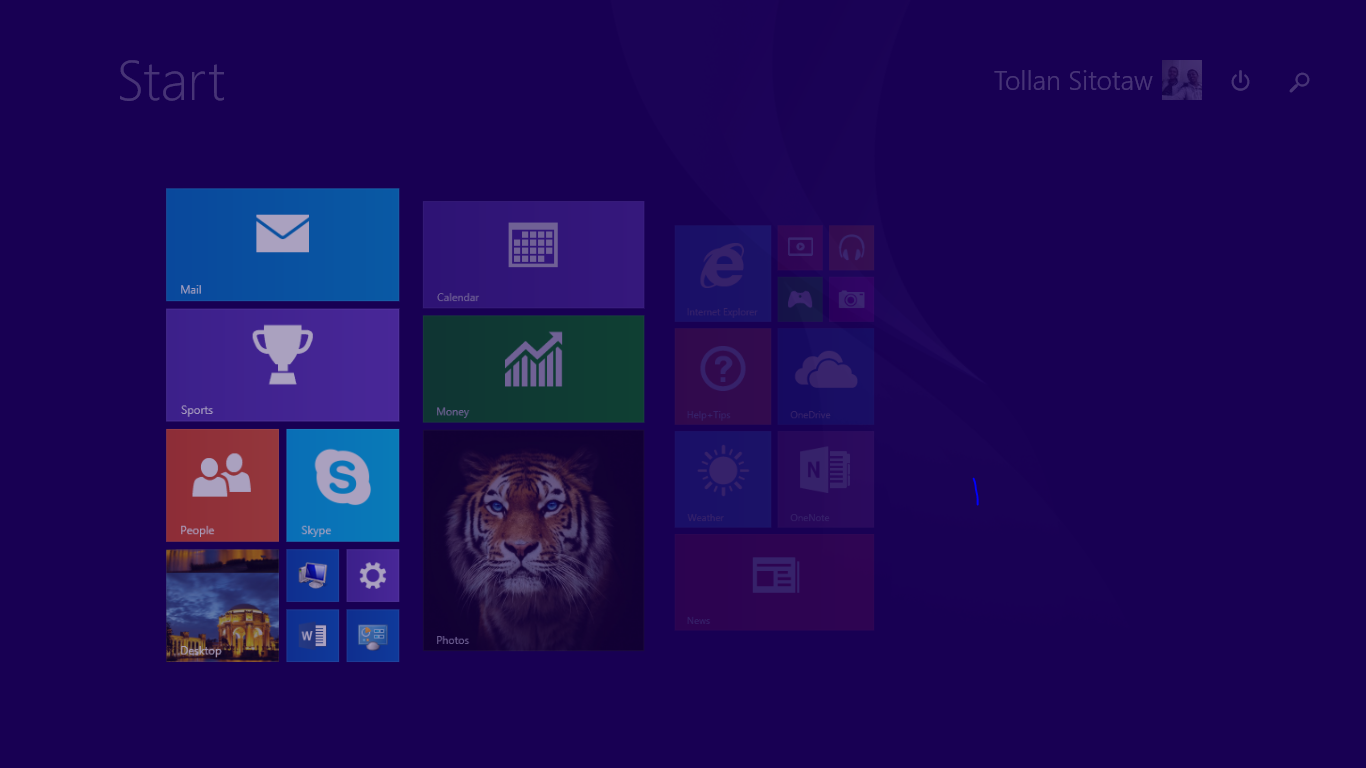 Start
Tollan Sitotaw
Mail
Sports
People
Skype
Desktop
Calendar
Money
Photos
Internet Explorer
Help+Tips
OneDrive
Weather
OneNote
News